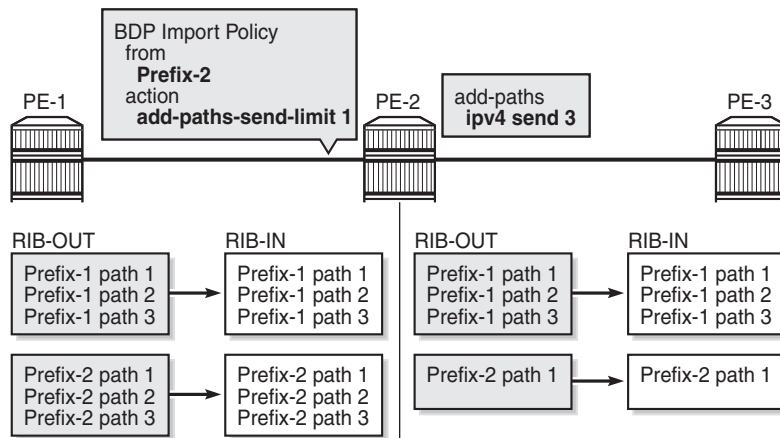 BDP Import Policy
from
Prefix-2
action
add-paths-send-limit 1
add-paths
ipv4 send 3
PE-1
PE-2
PE-3
RIB-OUT
RIB-IN
RIB-OUT
RIB-IN
Prefix-1 path 1
Prefix-1 path 2
Prefix-1 path 3
Prefix-1 path 1
Prefix-1 path 2
Prefix-1 path 3
Prefix-1 path 1
Prefix-1 path 2
Prefix-1 path 3
Prefix-1 path 1
Prefix-1 path 2
Prefix-1 path 3
Prefix-2 path 1
Prefix-2 path 2
Prefix-2 path 3
Prefix-2 path 1
Prefix-2 path 2
Prefix-2 path 3
Prefix-2 path 1
Prefix-2 path 1